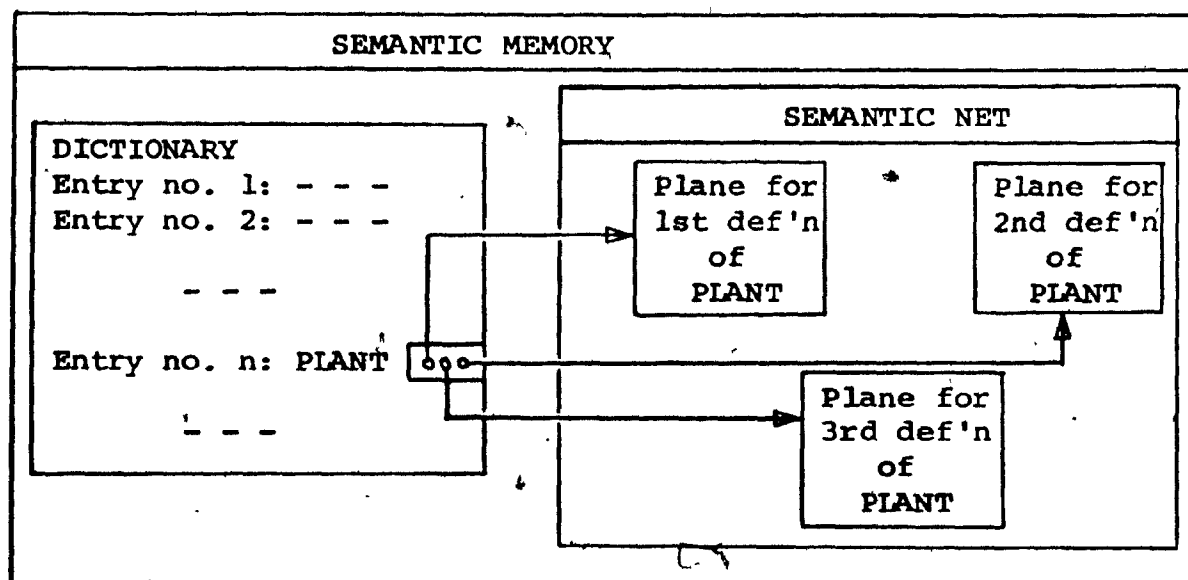 SEMANTIC MEMORY
DICTIONARY
Entry no. 1: - - -
Entry no. 2: - - -
- - -
Entry no. n: PLANT
- - -
SEMANTIC NET
Plane for
1st def'n
of
PLANT
Plane for
2nd def'n
of
PLANT
Plane for
3rd def'n
of
PLANT